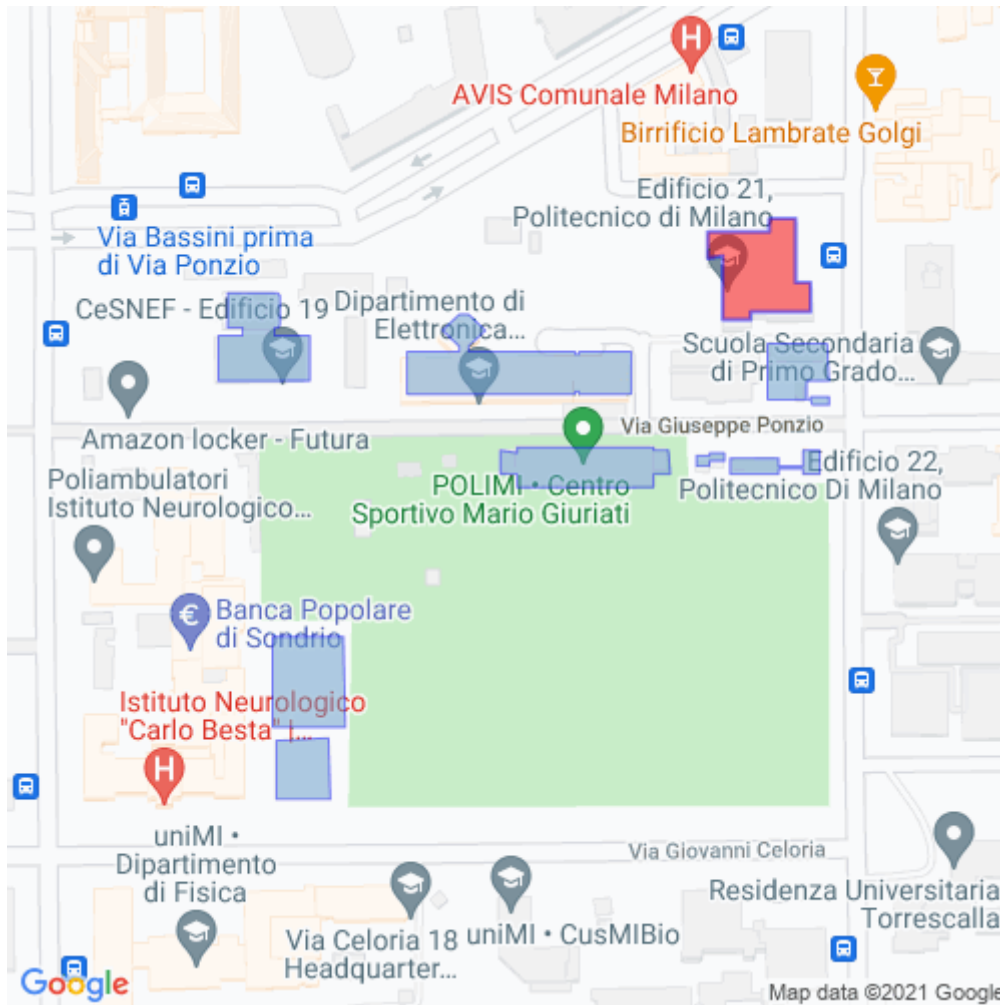 AVIS Comunale Milano
Birrificio Lambrate Golgi
Edificio 21,
Politecnico di Milano
Via Bassini prima
di Via Ponzio
CeSNEF - Edificio 19
Dipartimento di
Elettronica...
Scuola Secondaria
di Primo Grado...
Amazon locker - Futura
Via Giuseppe Ponzio
Poliambulatori
Istituto Neurologico...
POLIMI • Centro
Sportivo Mario Giuriati
Edificio 22,
Politecnico Di Milano
Banca Popolare
di Sondrio
Istituto Neurologico
"Carlo Besta" |...
uniMI •
Dipartimento
di Fisica
Via Giovanni Celoria
Residenza Universitaria
Torrescalla
Via Celoria 18
Headquarter...
uniMI • CusMIBio
Google
Map data ©2021 Google